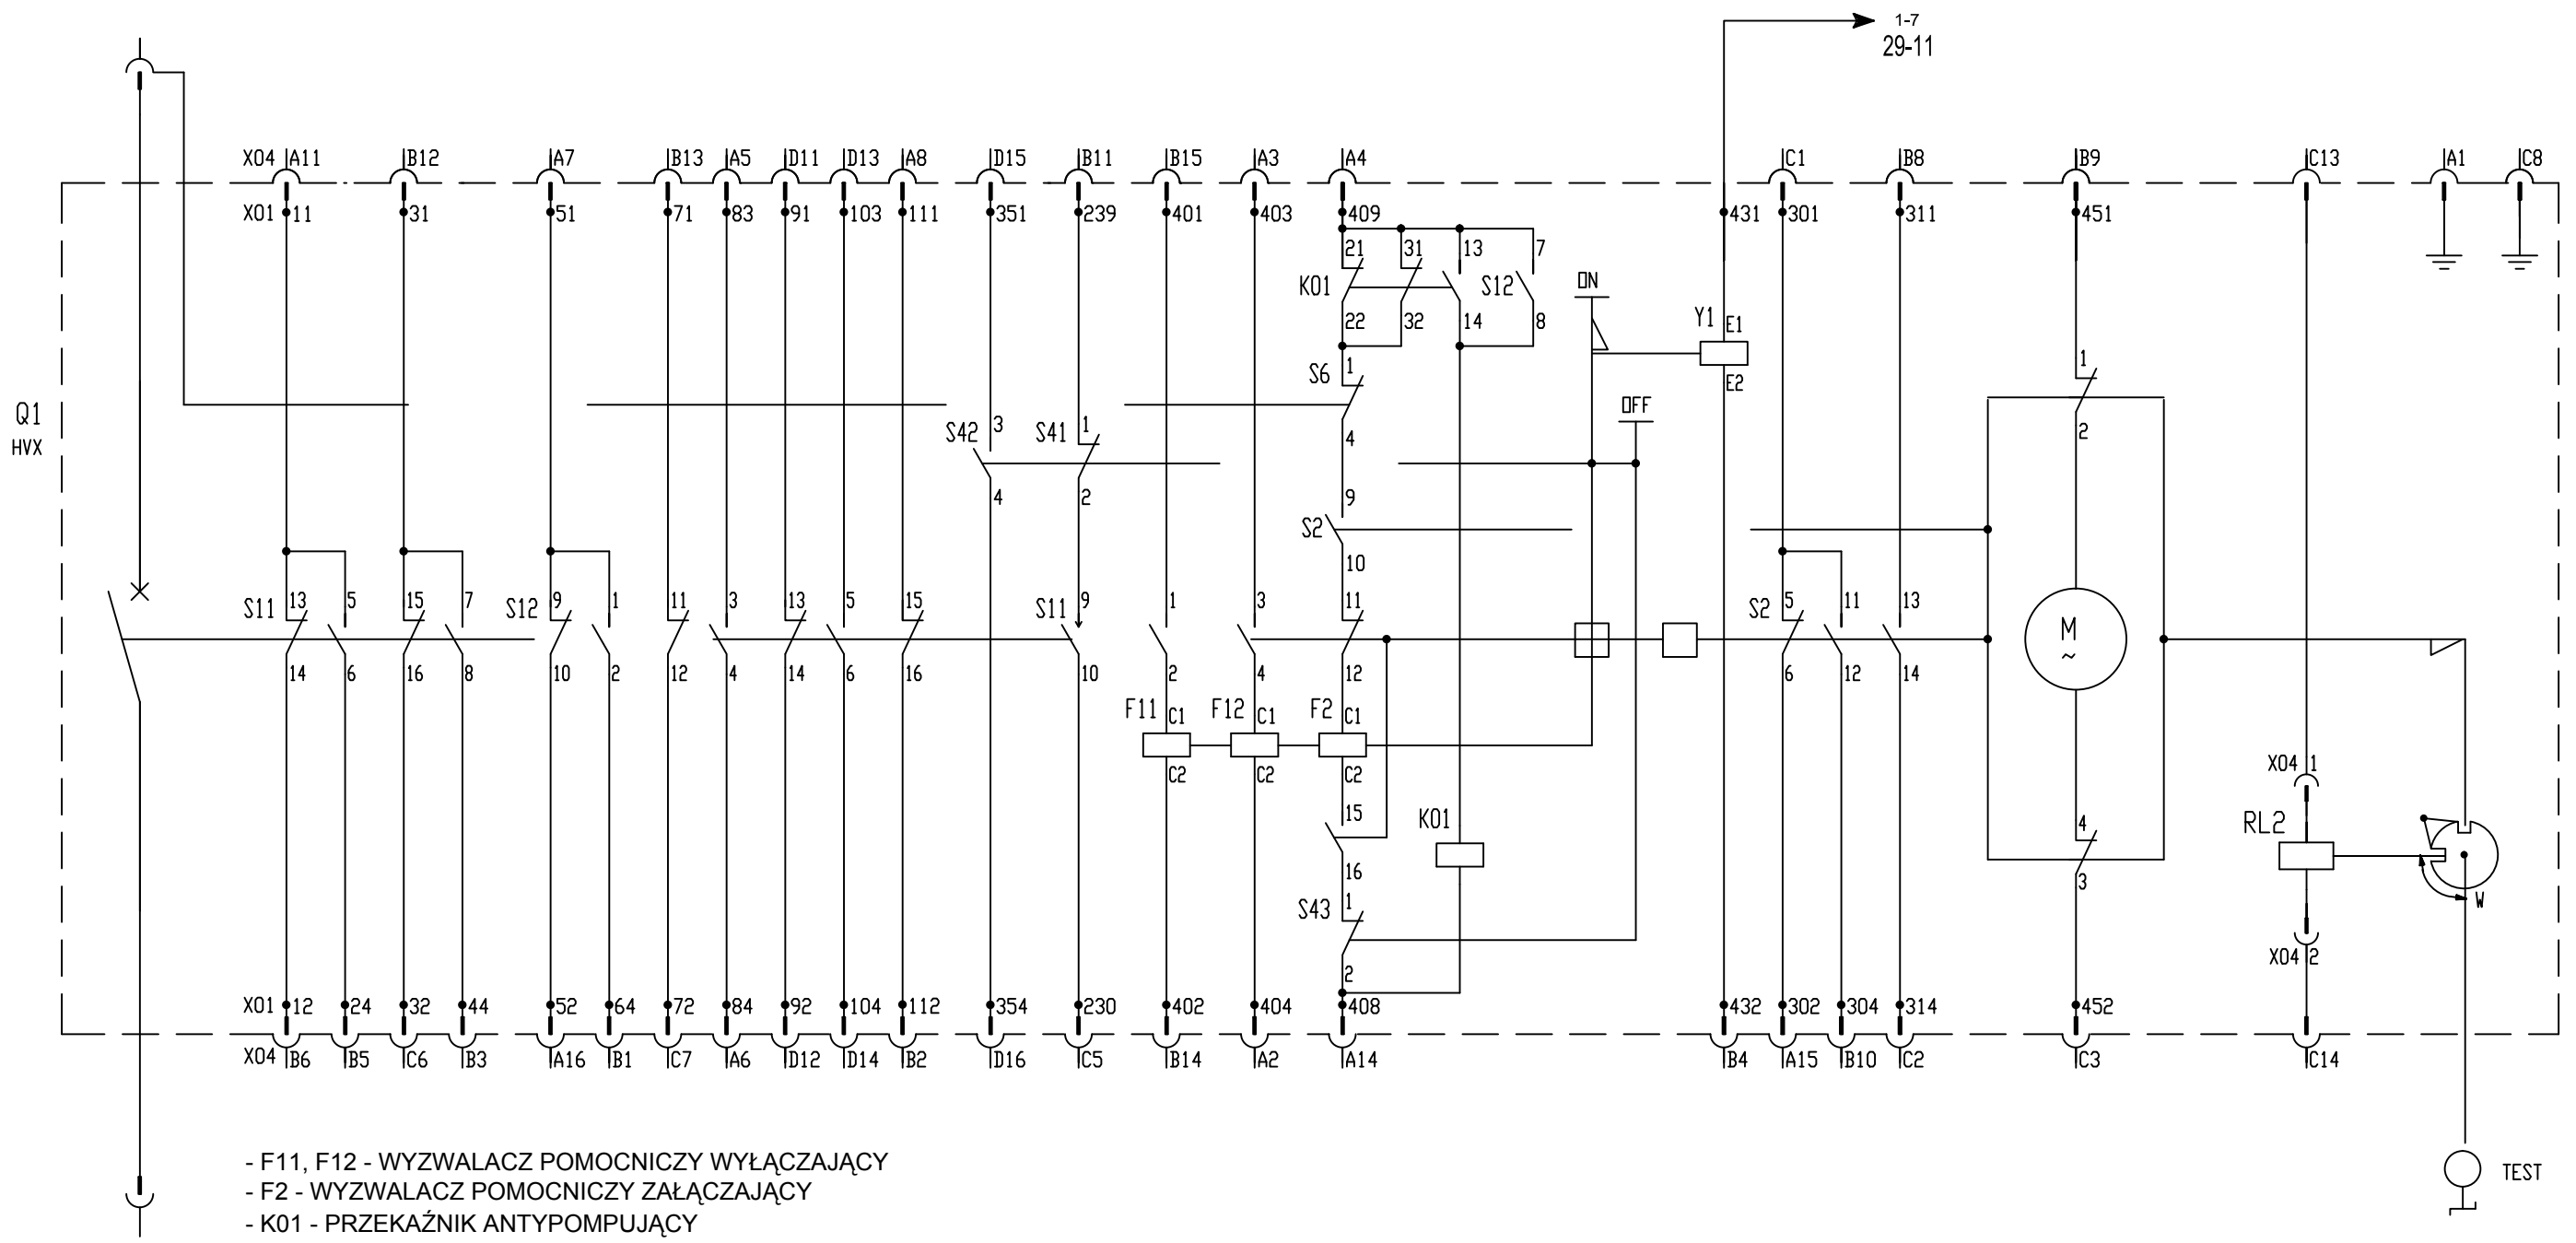 1-7
29-11
X04 A11 B12 A7 B13 A5 D11 D13 A8 D15 B11 B15 A3 A4 C1 B8 B9 C13 A1 C8
X01 11 31 51 71 83 91 103 111 351 239 401 403 409 431 301 311 451
21 31 13 7
K01 S12 ON
22 32 14 8 Y1 E1
S6 1 E2 1
Q1 OFF
HVX S42 3 S41 1 4 2
4 2 9
S2
10
S11 13 5 15 7 S12 9 1 11 3 13 5 15 S11 9 1 3 11 S2 5 11 13 M
~
14 6 16 8 10 2 12 4 14 6 16 10 2 4 12 6 12 14
F11 C1 F12 C1 F2 C1
C2 C2 C2 X04 1
15 K01 4 RL2
16 3
S43 1 W
2 X04 2
X01 12 24 32 44 52 64 72 84 92 104 112 354 230 402 404 408 432 302 304 314 452
X04 B6 B5 C6 B3 A16 B1 C7 A6 D12 D14 B2 D16 C5 B14 A2 A14 B4 A15 B10 C2 C3 C14
- F11, F12 - WYZWALACZ POMOCNICZY WYŁĄCZAJĄCY
- F2 - WYZWALACZ POMOCNICZY ZAŁĄCZAJĄCY
- K01 - PRZEKAŹNIK ANTYPOMPUJĄCY
TEST